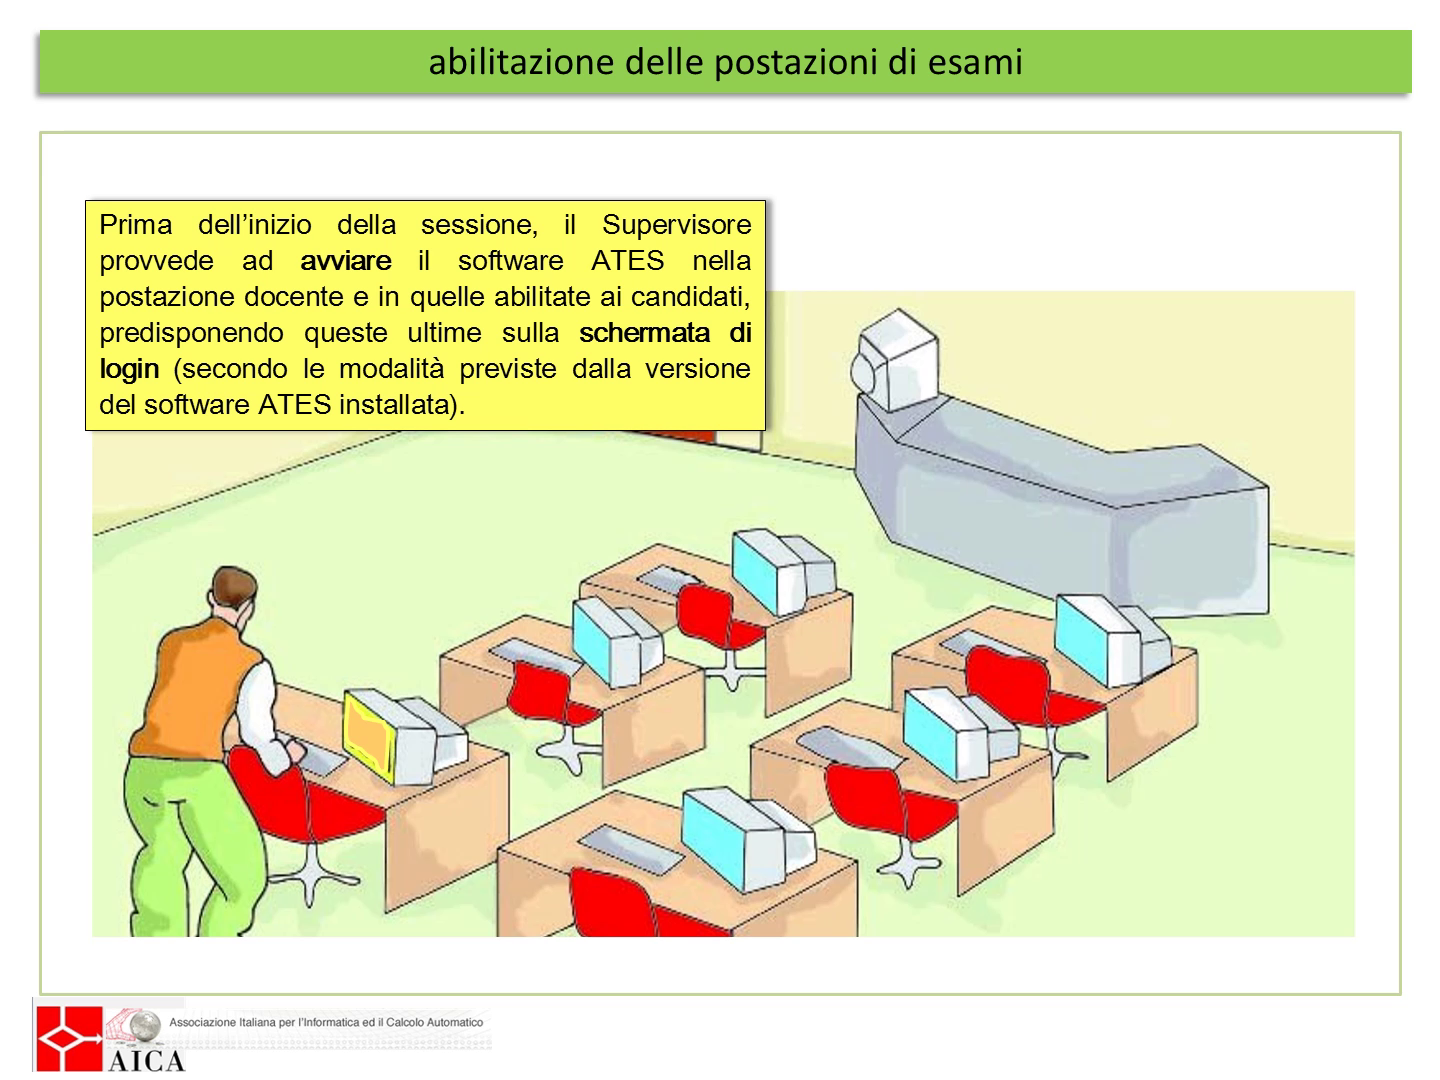 abilitazione delle postazioni di esami
Prima dell’inizio della sessione, il Supervisore
provvede ad avviare il software ATES nella
postazione docente e in quelle abilitate ai candidati,
predisponendo queste ultime sulla schermata di
login (secondo le modalità previste dalla versione
del software ATES installata).
Associazione Italiana per l'Informatica ed il Calcolo Automatico
AICA